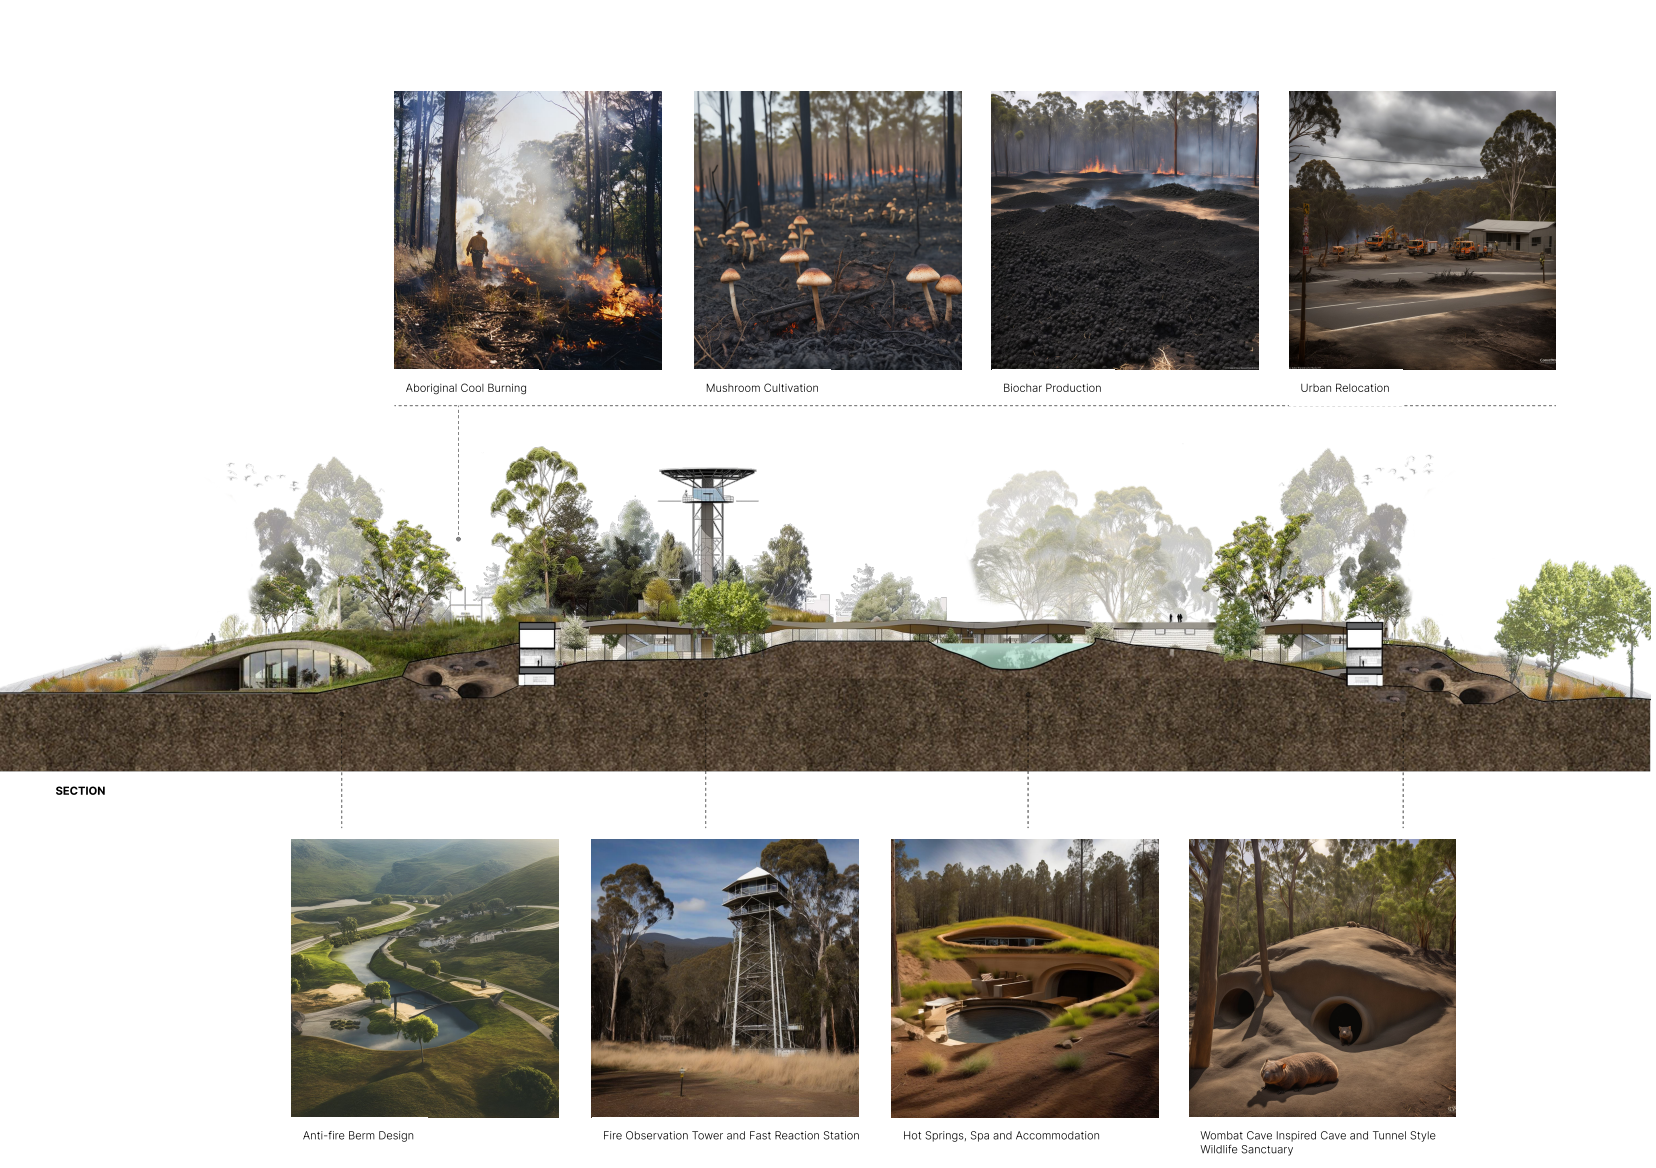 Aboriginal Cool Burning
Mushroom Cultivation
Biochar Production
Urban Relocation
SECTION
Anti-fire Berm Design
Fire Observation Tower and Fast Reaction Station
Hot Springs, Spa and Accommodation
Wombat Cave Inspired Cave and Tunnel Style
Wildlife Sanctuary